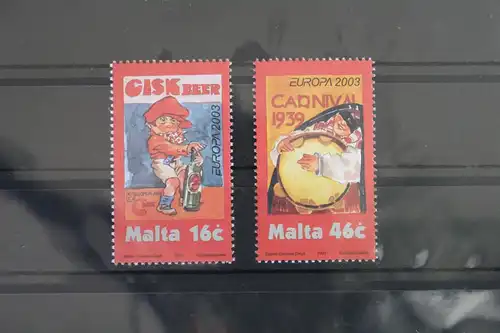 CISK
BEER
EUROPA 2003
Malta 16c
EUROPA 2003
CARNIVAL
1939
Malta 46c